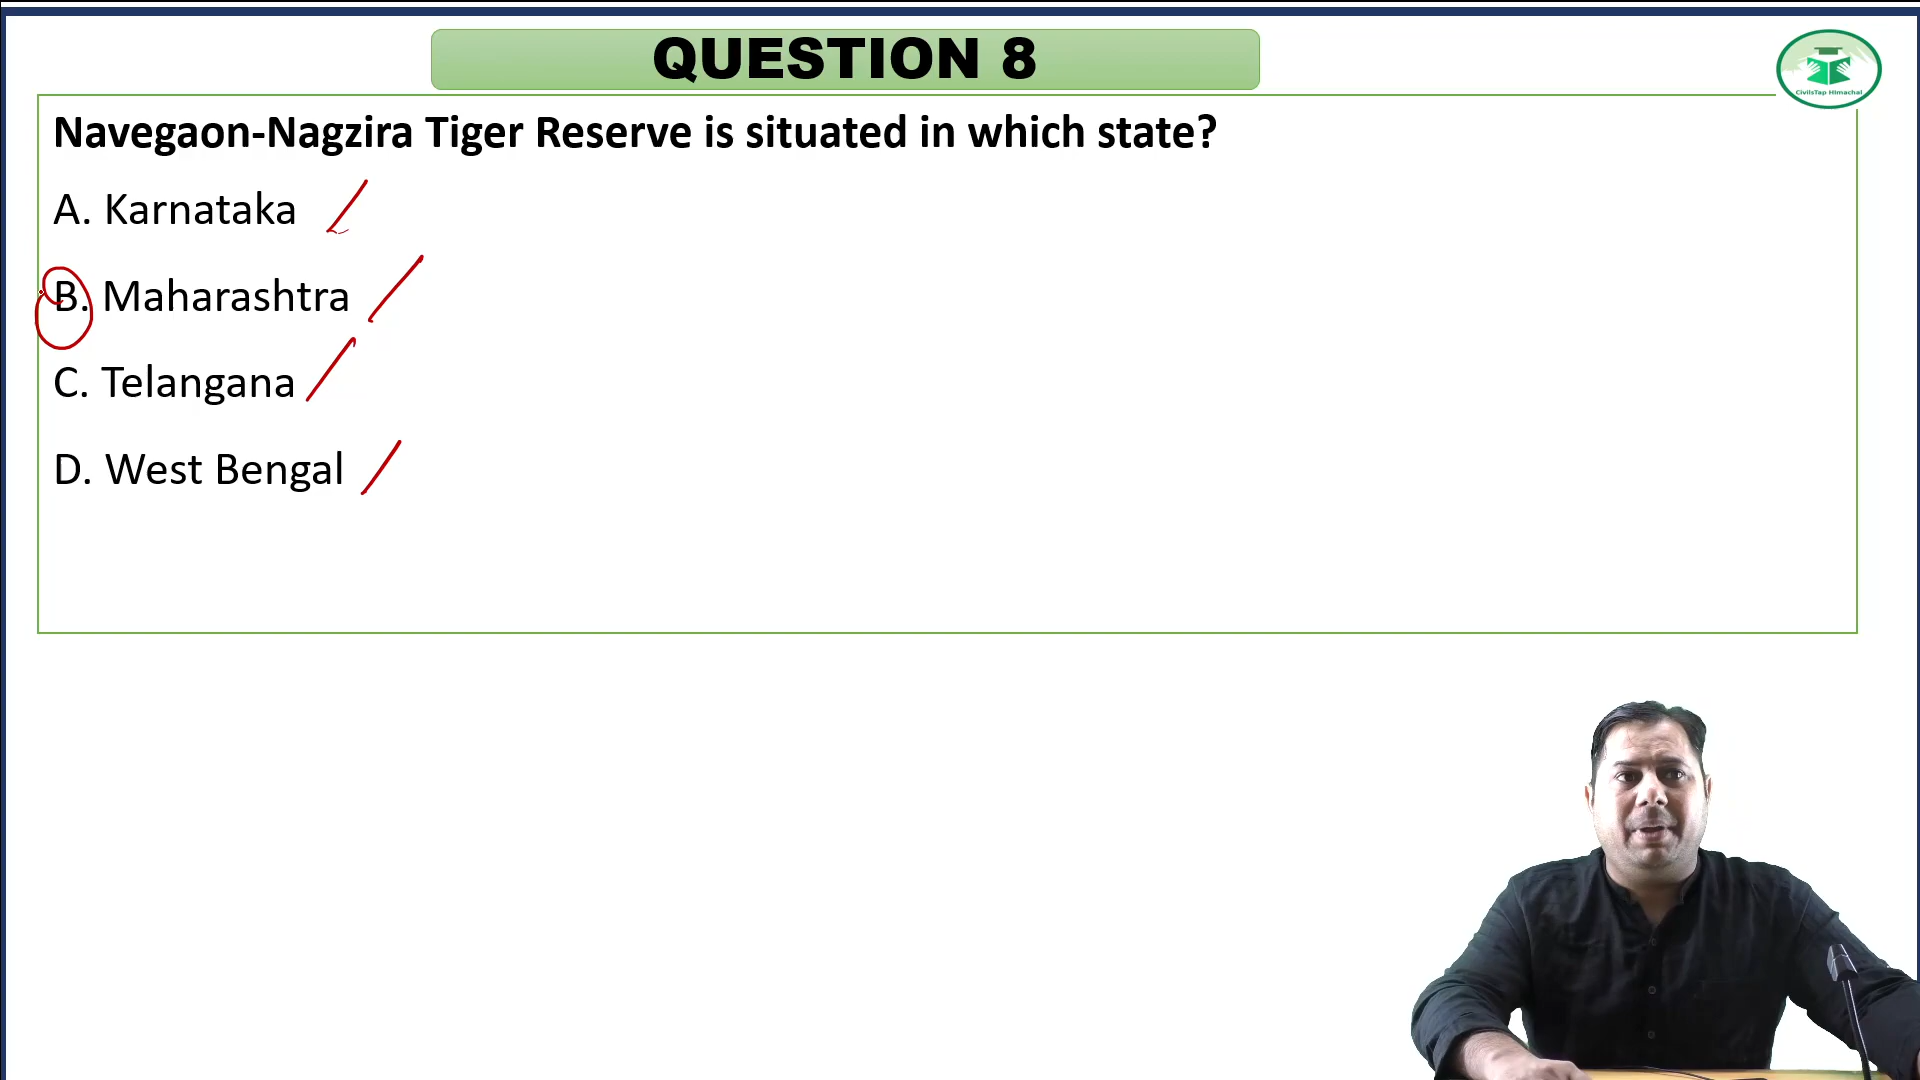 QUESTION 8
CivilsTap Himachal
Navegaon-Nagzira Tiger Reserve is situated in which state?
A. Karnataka
B. Maharashtra
C. Telangana
D. West Bengal